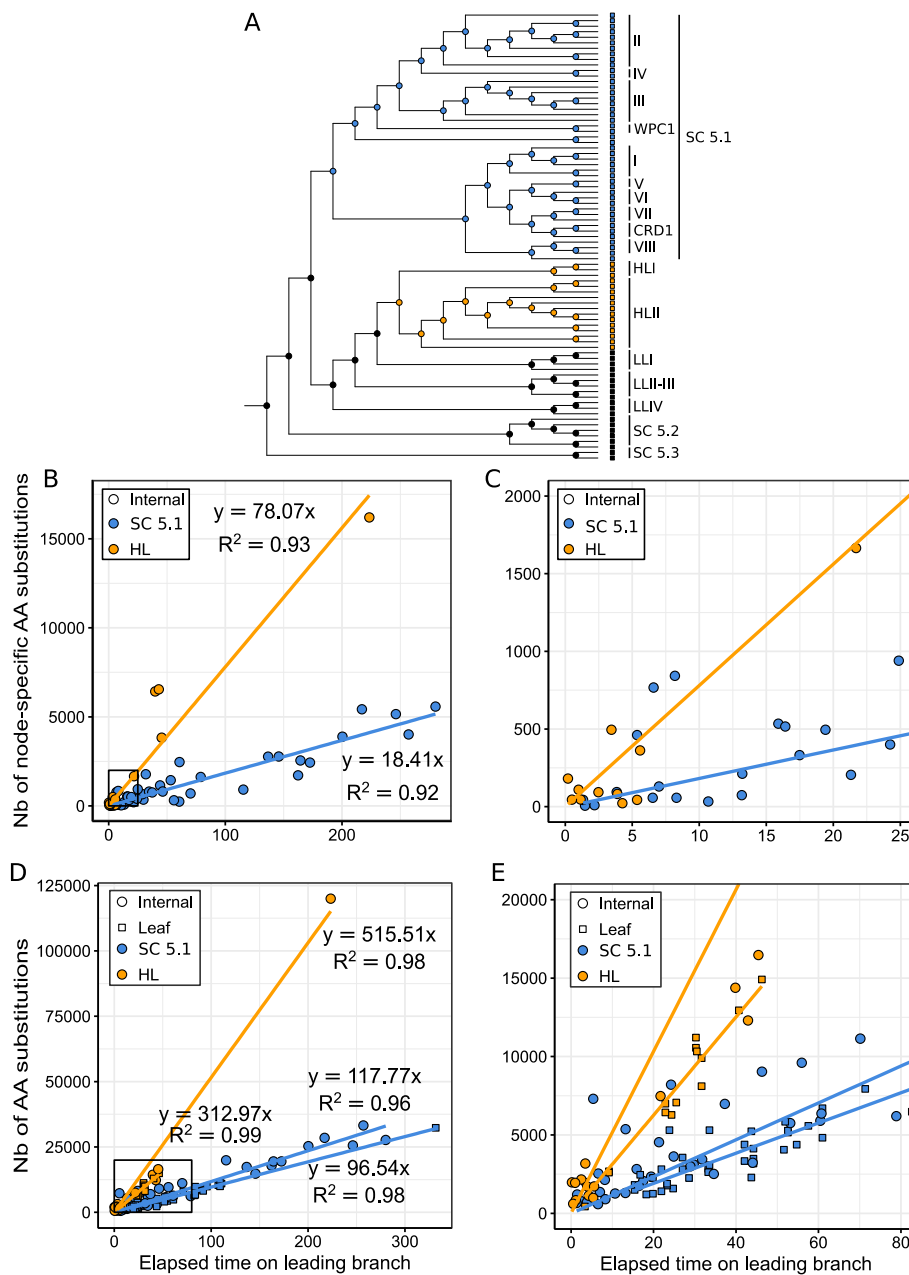 A
II
IV
III
WPC1
SC 5.1
I
V
VI
VII
CRD1
VIII
HLI
HLII
LLI
LLII-III
LLIV
SC 5.2
SC 5.3
B
Nb of node-specific AA substitutions
15000
10000
5000
0
Internal
SC 5.1
HL
y = 78.07x
R² = 0.93
y = 18.41x
R² = 0.92
0
100
200
C
2000
1500
1000
500
0
Internal
SC 5.1
HL
0
5
10
15
20
25
D
Nb of AA substitutions
125000
100000
75000
50000
25000
0
Internal
Leaf
SC 5.1
HL
y = 515.51x
R² = 0.98
y = 117.77x
R² = 0.96
y = 312.97x
R² = 0.99
y = 96.54x
R² = 0.98
0
100
200
300
Elapsed time on leading branch
E
20000
15000
10000
5000
0
Internal
Leaf
SC 5.1
HL
0
20
40
60
80
Elapsed time on leading branch